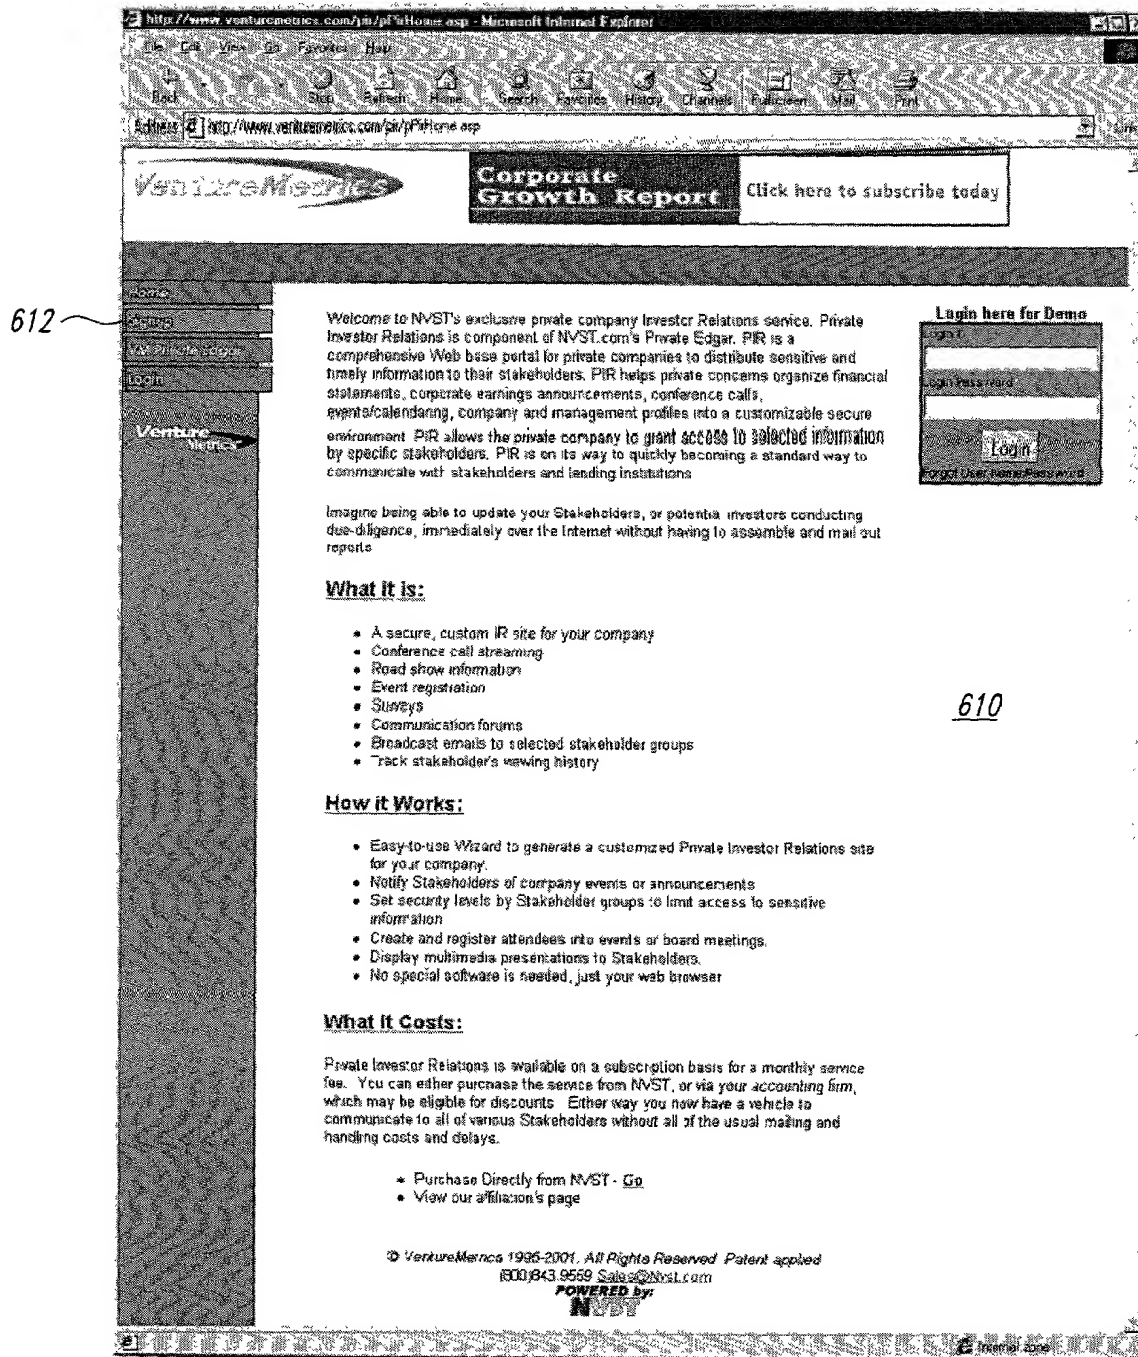 http://www.venturemetrics.com/pir/pPirHome.asp - Microsoft Internet Explorer
File Edit View Go Favorites Help
Back Stop Refresh Home Search Favorites History Channels Fullscreen Mail Print
Address http://www.venturemetrics.com/pir/pPirHome.asp
VentureMetrics
Corporate
Growth Report
Click here to subscribe today
Home
612
Login
Venture
Metrics
Welcome to NVST's exclusive private company Investor Relations service. Private
Investor Relations is component of NVST.com's Private Edgar. PIR is a
comprehensive Web base portal for private companies to distribute sensitive and
timely information to their stakeholders. PIR helps private concerns organize financial
statements, corporate earnings announcements, conference calls,
events/calendaring, company and management profiles into a customizable secure
environment. PIR allows the private company to grant access to selected information
by specific stakeholders. PIR is on its way to quickly becoming a standard way to
communicate with stakeholders and lending institutions
Login here for Demo
Login Password
Login
Forgot User Name/Password
Imagine being able to update your Stakeholders, or potential investors conducting
due-diligence, immediately over the Internet without having to assemble and mail out
reports
What it is:
• A secure, custom IR site for your company
• Conference call streaming
• Road show information
• Event registration
• Surveys
• Communication forums
• Broadcast emails to selected stakeholder groups
• Track stakeholder's viewing history
610
How it Works:
• Easy-to-use Wizard to generate a customized Private Investor Relations site
for your company.
• Notify Stakeholders of company events or announcements
• Set security levels by Stakeholder groups to limit access to sensitive
information
• Create and register attendees into events or board meetings.
• Display multimedia presentations to Stakeholders.
• No special software is needed, just your web browser
What it Costs:
Private Investor Relations is available on a subscription basis for a monthly service
fee. You can either purchase the service from NVST, or via your accounting firm,
which may be eligible for discounts Either way you now have a vehicle to
communicate to all of various Stakeholders without all of the usual mailing and
handling costs and delays.
• Purchase Directly from NVST - Go
• View our affiliation's page
© VentureMetrics 1996-2001, All Rights Reserved Patent applied
(800)843.9559 Sales@Nvst.com
POWERED by:
NVST
Internet zone